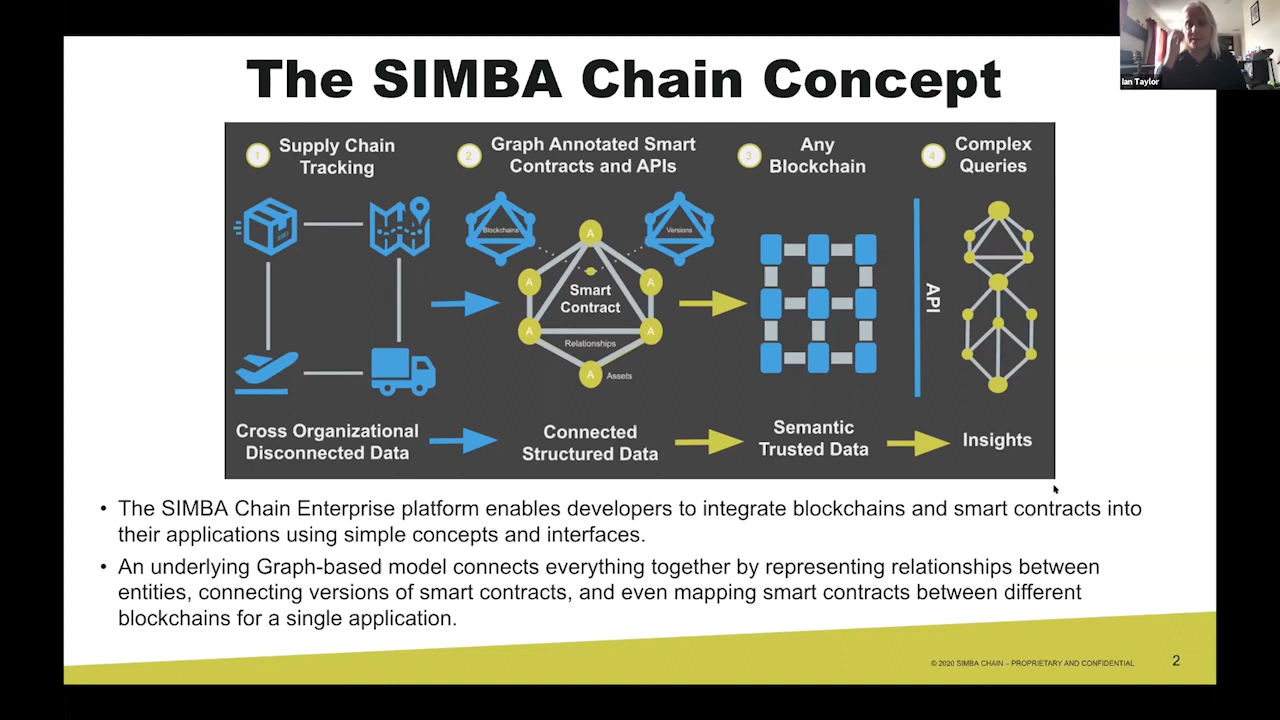 The SIMBA Chain Concept
Ian Taylor
1
Supply Chain
Tracking
2
Graph Annotated Smart
Contracts and APIs
3
Any
Blockchain
4
Complex
Queries
Blockchains
Versions
A
A
A
Smart
Contract
A
A
Relationships
A
Assets
API
Cross Organizational
Disconnected Data
Connected
Structured Data
Semantic
Trusted Data
Insights
• The SIMBA Chain Enterprise platform enables developers to integrate blockchains and smart contracts into
their applications using simple concepts and interfaces.
• An underlying Graph-based model connects everything together by representing relationships between
entities, connecting versions of smart contracts, and even mapping smart contracts between different
blockchains for a single application.
© 2020 SIMBA CHAIN – PROPRIETARY AND CONFIDENTIAL
2